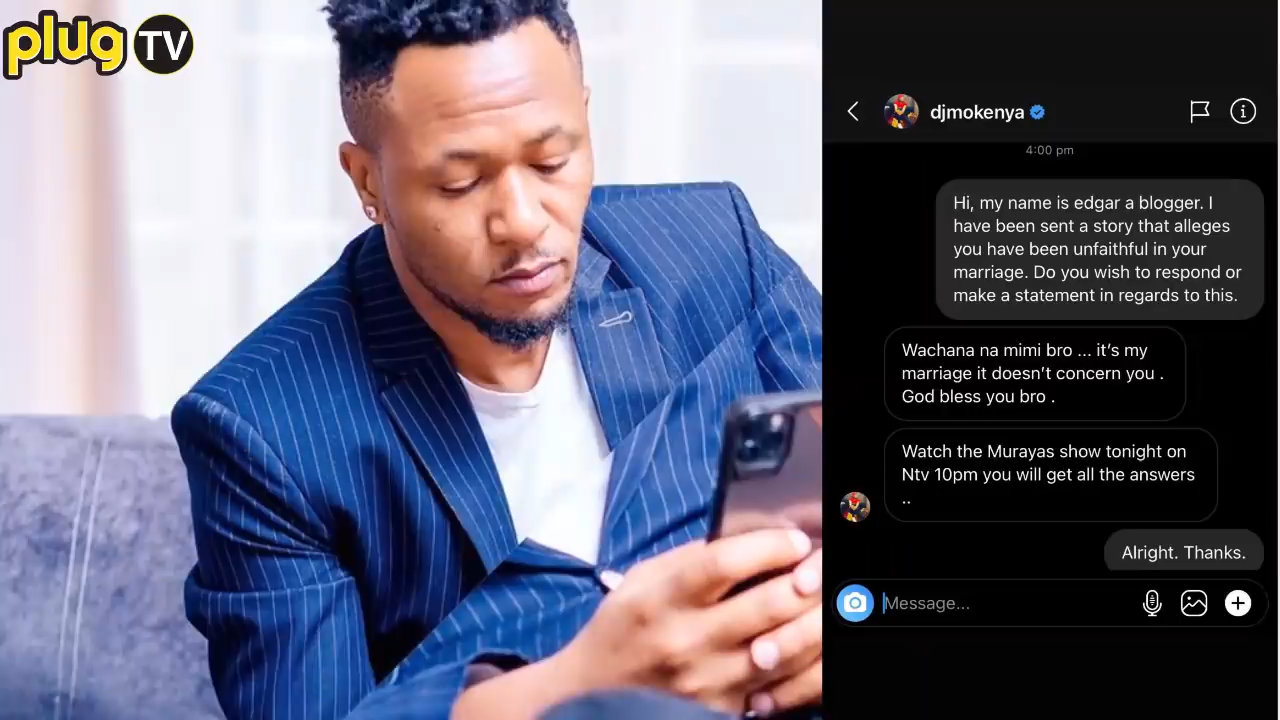 plug TV
djmokenya
4:00 pm
Hi, my name is edgar a blogger. I
have been sent a story that alleges
you have been unfaithful in your
marriage. Do you wish to respond or
make a statement in regards to this.
Wachana na mimi bro ... it's my
marriage it doesn't concern you .
God bless you bro .
Watch the Murayas show tonight on
Ntv 10pm you will get all the answers
..
Alright. Thanks.
Message...